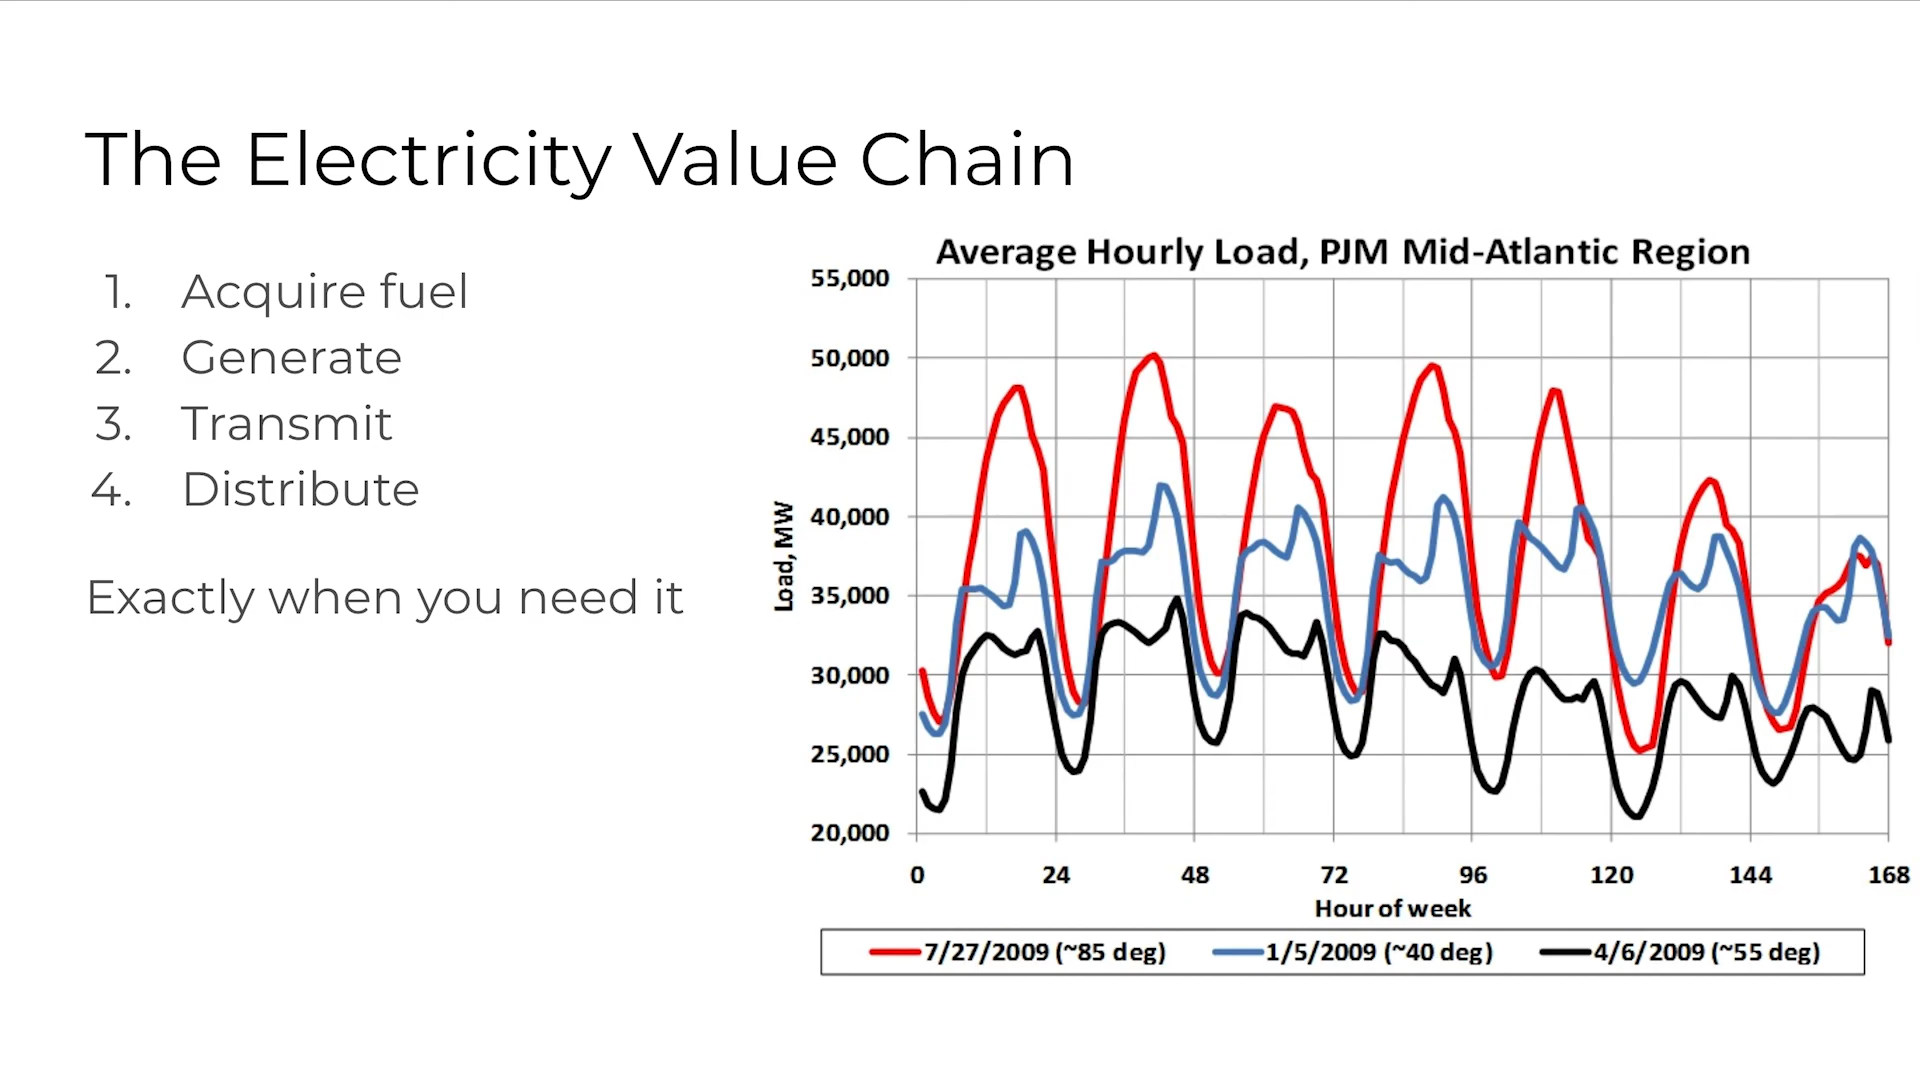 The Electricity Value Chain
1. Acquire fuel
2. Generate
3. Transmit
4. Distribute
Exactly when you need it
Average Hourly Load, PJM Mid-Atlantic Region
55,000
50,000
45,000
40,000
35,000
30,000
25,000
20,000
Load, MW
0 24 48 72 96 120 144 168
Hour of week
7/27/2009 (~85 deg) 1/5/2009 (~40 deg) 4/6/2009 (~55 deg)